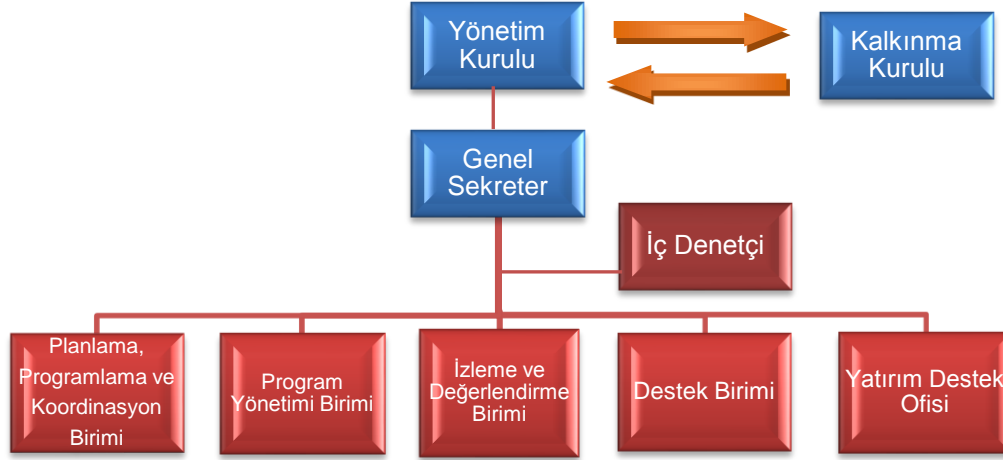 Yönetim
Kurulu
Kalkınma
Kurulu
Genel
Sekreter
İç Denetçi
Planlama,
Programlama ve
Koordinasyon
Birimi
Program
Yönetimi Birimi
İzleme ve
Değerlendirme
Birimi
Destek Birimi
Yatırım Destek
Ofisi